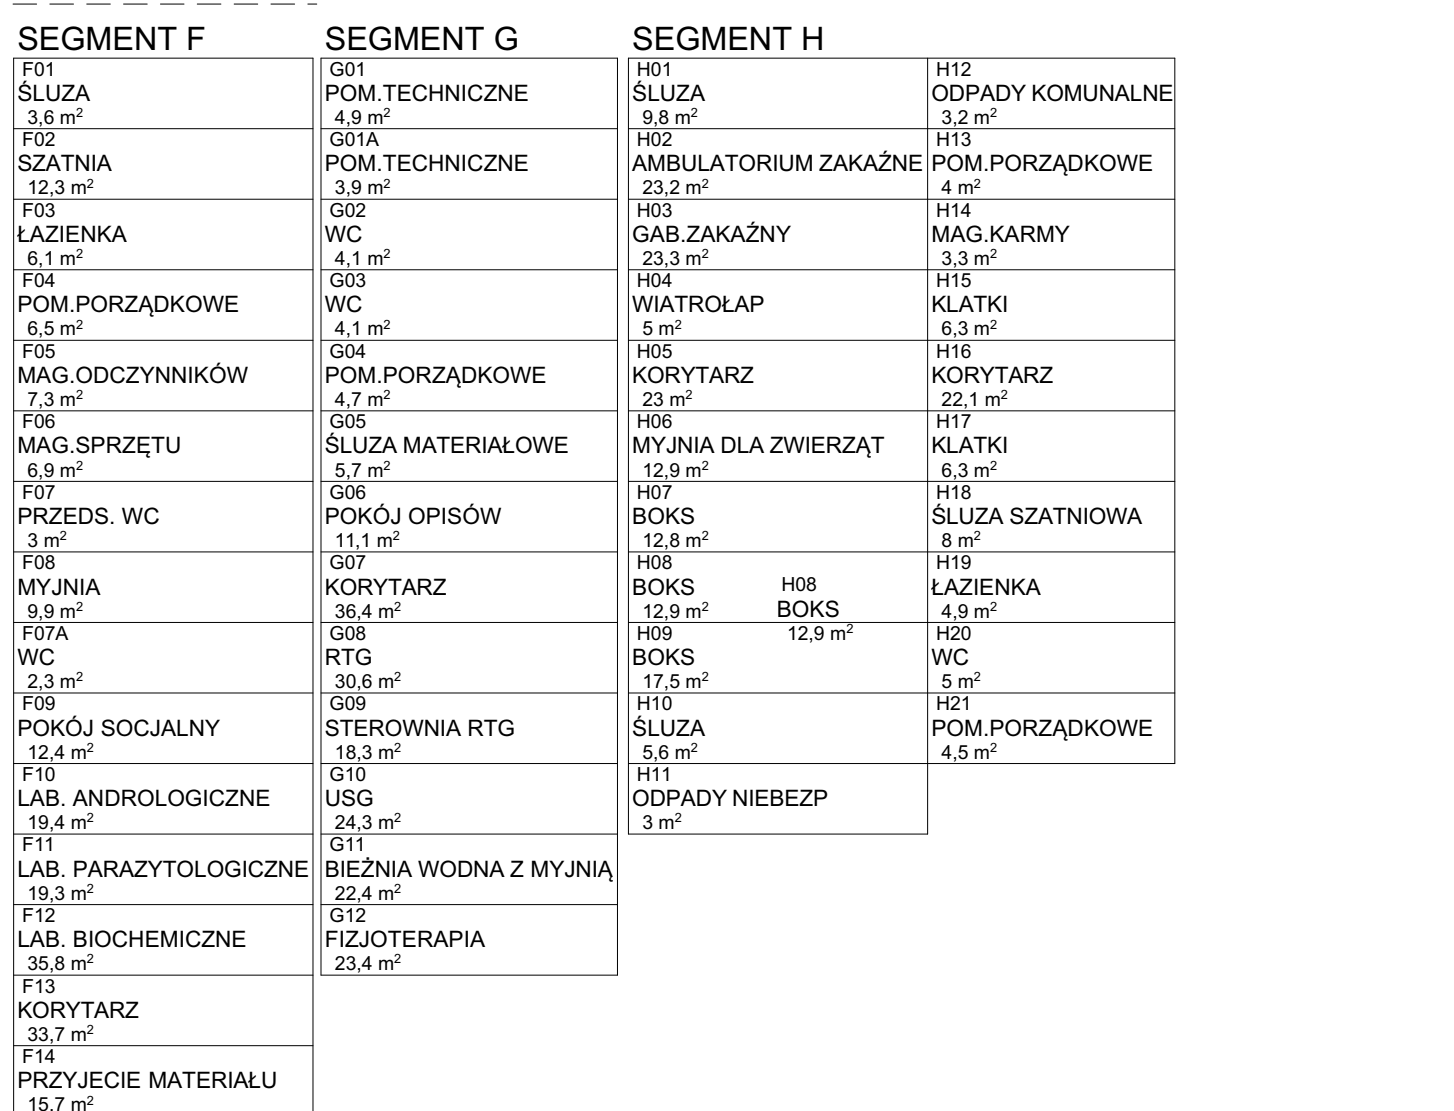 SEGMENT F
F01
ŚLUZA
3,6 m²
F02
SZATNIA
12,3 m²
F03
ŁAZIENKA
6,1 m²
F04
POM.PORZĄDKOWE
6,5 m²
F05
MAG.ODCZYNNIKÓW
7,3 m²
F06
MAG.SPRZĘTU
6,9 m²
F07
PRZEDS. WC
3 m²
F08
MYJNIA
9,9 m²
F07A
WC
2,3 m²
F09
POKÓJ SOCJALNY
12,4 m²
F10
LAB. ANDROLOGICZNE
19,4 m²
F11
LAB. PARAZYTOLOGICZNE
19,3 m²
F12
LAB. BIOCHEMICZNE
35,8 m²
F13
KORYTARZ
33,7 m²
F14
PRZYJECIE MATERIAŁU
15,7 m²
SEGMENT G
G01
POM.TECHNICZNE
4,9 m²
G01A
POM.TECHNICZNE
3,9 m²
G02
WC
4,1 m²
G03
WC
4,1 m²
G04
POM.PORZĄDKOWE
4,7 m²
G05
ŚLUZA MATERIAŁOWE
5,7 m²
G06
POKÓJ OPISÓW
11,1 m²
G07
KORYTARZ
36,4 m²
G08
RTG
30,6 m²
G09
STEROWNIA RTG
18,3 m²
G10
USG
24,3 m²
G11
BIEŻNIA WODNA Z MYJNIĄ
22,4 m²
G12
FIZJOTERAPIA
23,4 m²
SEGMENT H
H01
ŚLUZA
9,8 m²
H02
AMBULATORIUM ZAKAŹNE
23,2 m²
H03
GAB.ZAKAŹNY
23,3 m²
H04
WIATROŁAP
5 m²
H05
KORYTARZ
23 m²
H06
MYJNIA DLA ZWIERZĄT
12,9 m²
H07
BOKS
12,8 m²
H08
BOKS
12,9 m²
H08
BOKS
12,9 m²
H09
BOKS
17,5 m²
H10
ŚLUZA
5,6 m²
H11
ODPADY NIEBEZP
3 m²
H12
ODPADY KOMUNALNE
3,2 m²
H13
POM.PORZĄDKOWE
4 m²
H14
MAG.KARMY
3,3 m²
H15
KLATKI
6,3 m²
H16
KORYTARZ
22,1 m²
H17
KLATKI
6,3 m²
H18
ŚLUZA SZATNIOWA
8 m²
H19
ŁAZIENKA
4,9 m²
H20
WC
5 m²
H21
POM.PORZĄDKOWE
4,5 m²